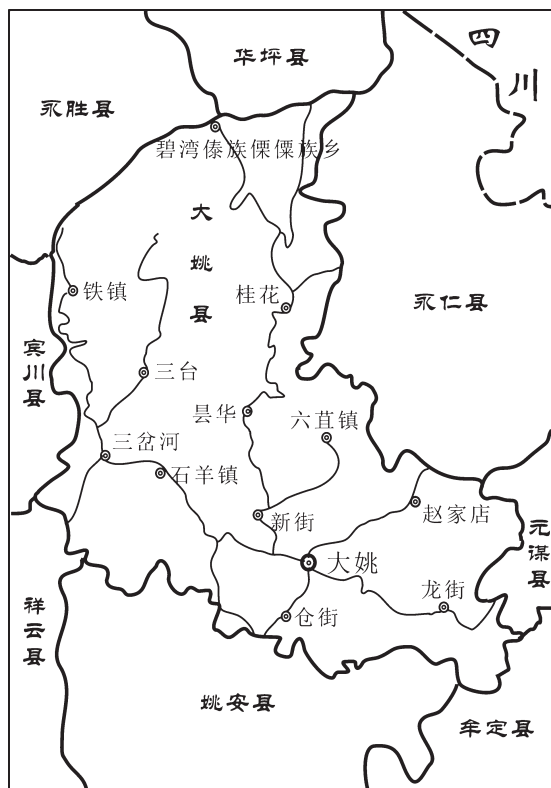 四川
华坪县
永胜县
碧湾傣族傈僳族乡
大姚县
铁镇
桂花
永仁县
宾川县
三台
昙华
六苴镇
三岔河
石羊镇
新街
赵家店
元谋县
大姚
龙街
仓街
祥云县
姚安县
牟定县